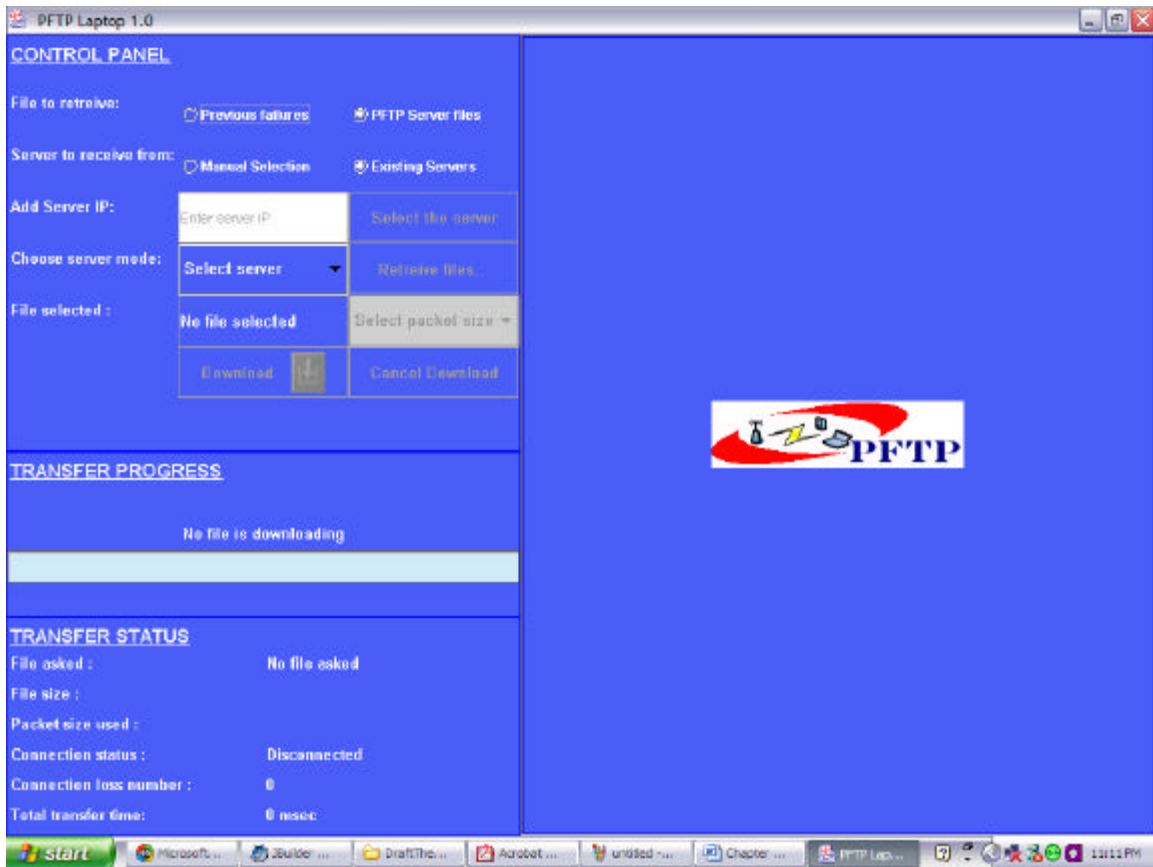 PFTP Laptop 1.0
CONTROL PANEL
File to retreive:
Previous failures
PFTP Server files
Server to receive from:
Manual Selection
Existing Servers
Add Server IP:
Enter server IP
Select the server
Choose server mode:
Select server
Retreive files...
File selected :
No file selected
Select packet size
Download
Cancel Download
PFTP
TRANSFER PROGRESS
No file is downloading
TRANSFER STATUS
File asked :
No file asked
File size :
Packet size used :
Connection status :
Disconnected
Connection loss number :
0
Total transfer time:
0 msec
start
Microsoft...
JBuilder ...
DraftThe...
Acrobat ...
untitled -...
Chapter ...
PFTP Lap...
11:11 PM